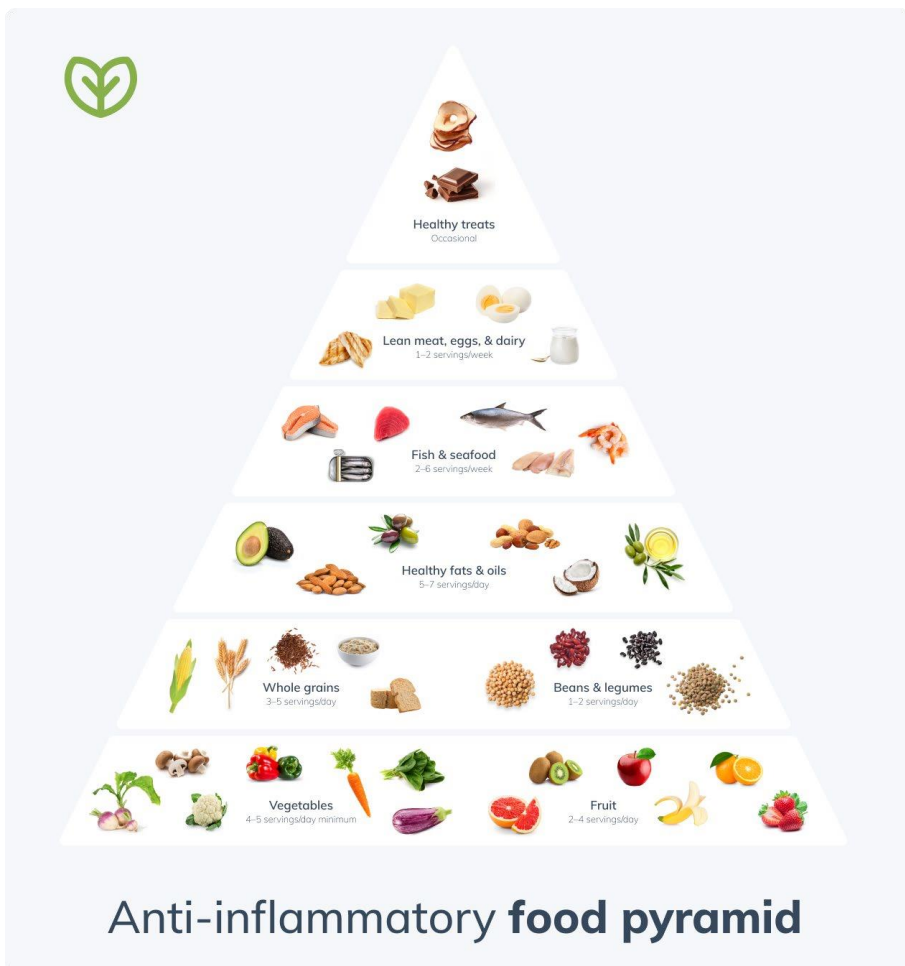 Healthy treats
Occasional
Lean meat, eggs, & dairy
1–2 servings/week
Fish & seafood
2–6 servings/week
Healthy fats & oils
5–7 servings/day
Whole grains
3–5 servings/day
Beans & legumes
1–2 servings/day
Vegetables
4–5 servings/day minimum
Fruit
2–4 servings/day
Anti-inflammatory food pyramid